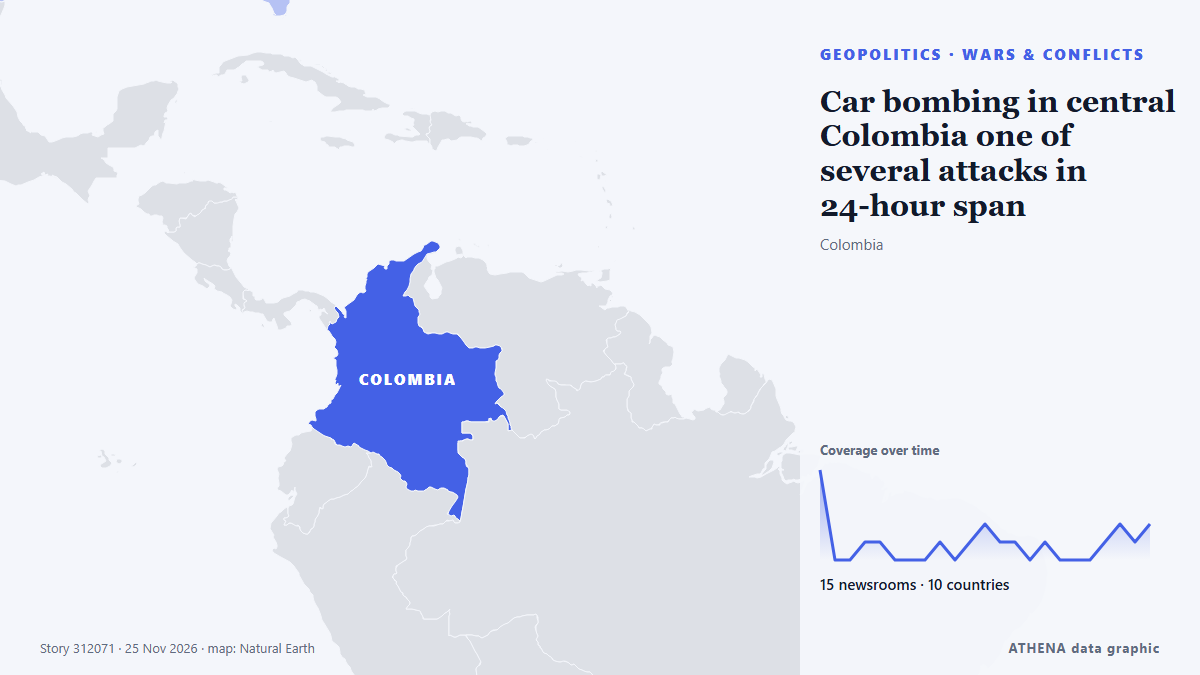 GEOPOLITICS · WARS & CONFLICTS
Car bombing in central
Colombia one of
several attacks in
24-hour span
Colombia
COLOMBIA
Coverage over time
15 newsrooms · 10 countries
Story 312071 · 25 Nov 2026 · map: Natural Earth
ATHENA data graphic